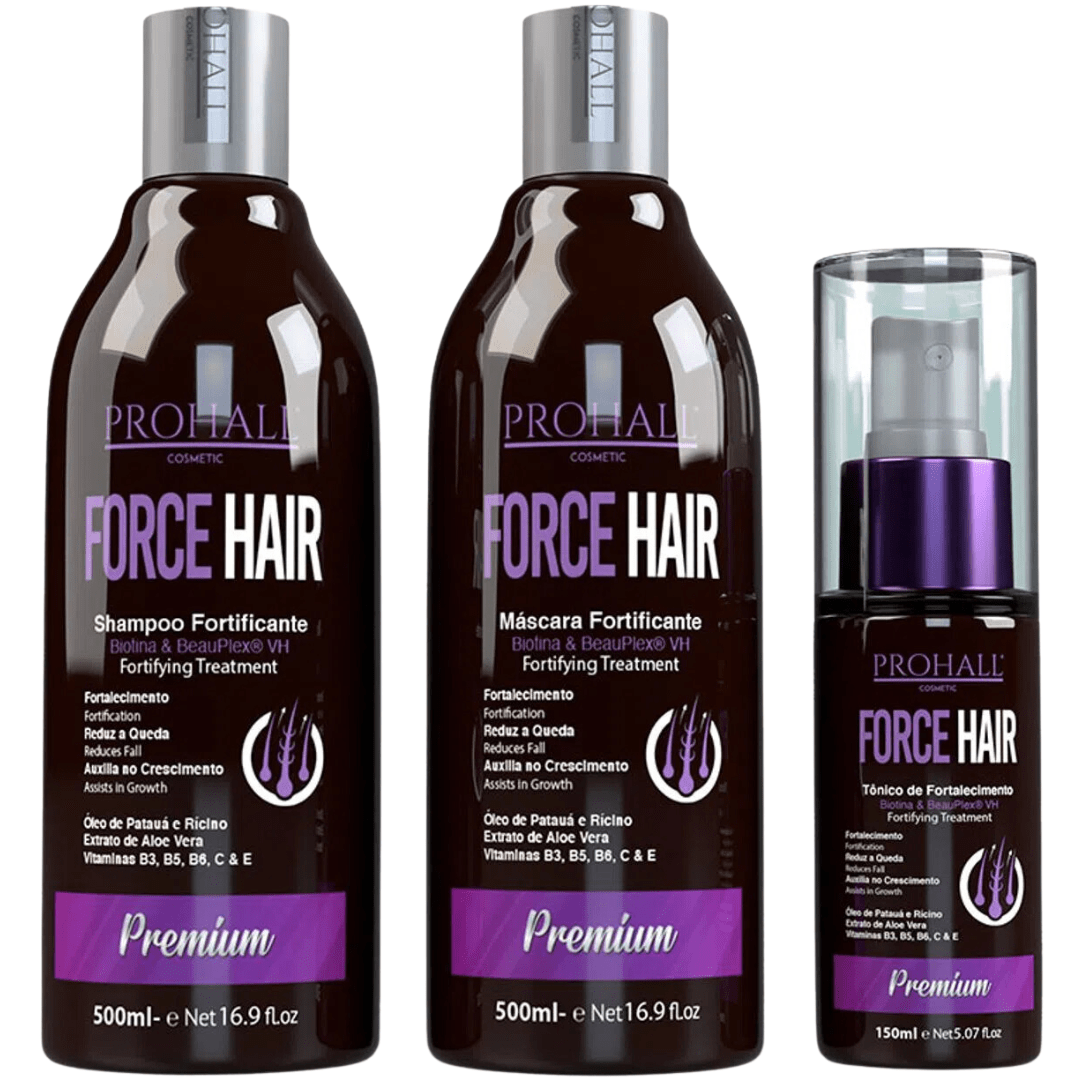 PROHALL
COSMETIC
PROHALL®
COSMETIC
FORCE HAIR
Shampoo Fortificante
Biotina & BeauPlex® VH
Fortifying Treatment
Fortalecimento
Fortification
Reduz a Queda
Reduces Fall
Auxilia no Crescimento
Assists in Growth
Óleo de Patauá e Rícino
Extrato de Aloe Vera
Vitaminas B3, B5, B6, C & E
Premium
500ml- e Net 16.9 fl.oz
PROHALL
COSMETIC
PROHALL®
COSMETIC
FORCE HAIR
Máscara Fortificante
Biotina & BeauPlex® VH
Fortifying Treatment
Fortalecimento
Fortification
Reduz a Queda
Reduces Fall
Auxilia no Crescimento
Assists in Growth
Óleo de Patauá e Rícino
Extrato de Aloe Vera
Vitaminas B3, B5, B6, C & E
Premium
500ml- e Net 16.9 fl.oz
PROHALL®
COSMETIC
FORCE HAIR
Tônico de Fortalecimento
Biotina & BeauPlex® VH
Fortifying Treatment
Fortalecimento
Fortification
Reduz a Queda
Reduces Fall
Auxilia no Crescimento
Assists in Growth
Óleo de Patauá e Rícino
Extrato de Aloe Vera
Vitaminas B3, B5, B6, C & E
Premium
150ml e Net 5.07 fl.oz